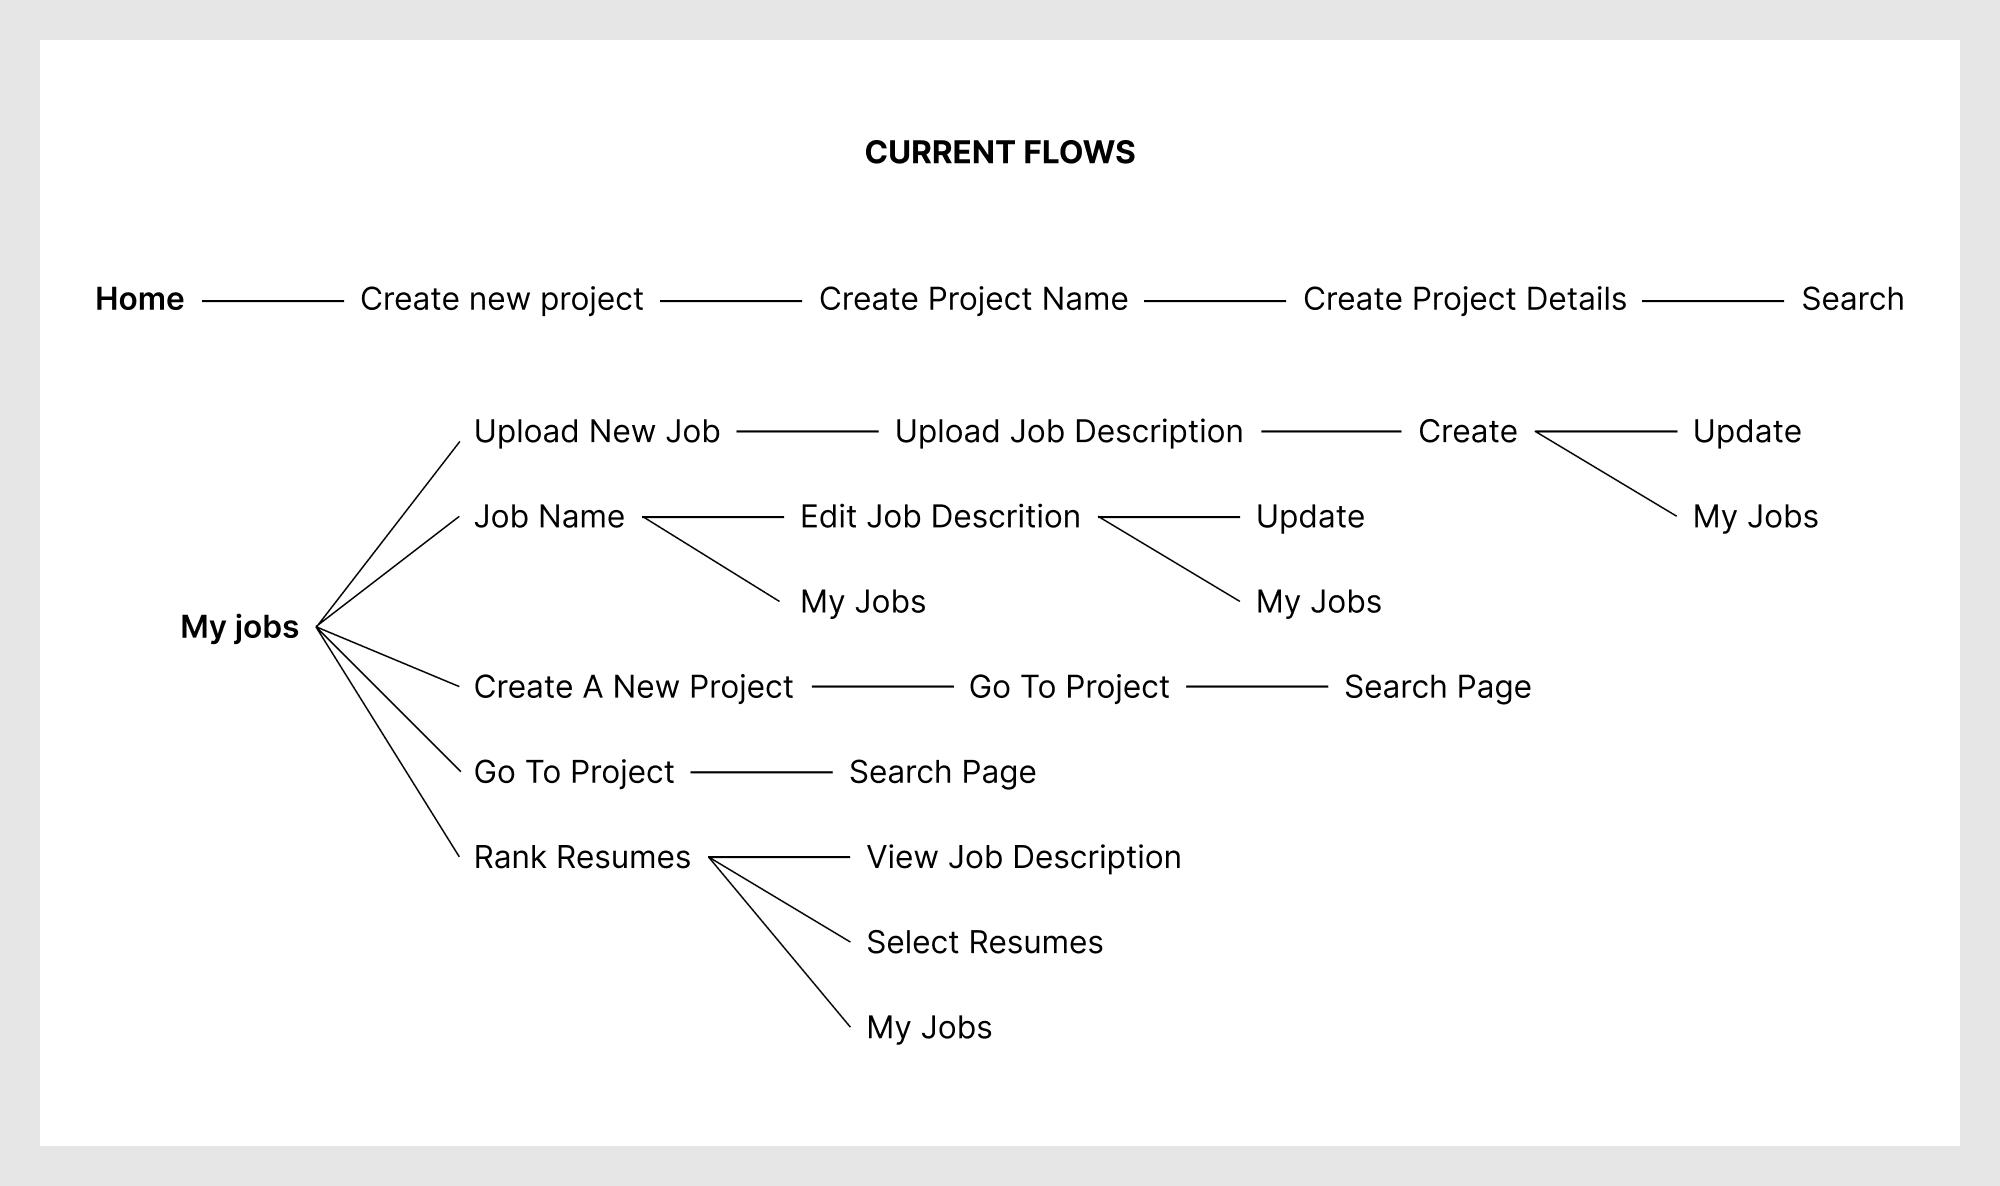 CURRENT FLOWS
Home Create new project Create Project Name Create Project Details Search
Upload New Job Upload Job Description Create Update
Job Name Edit Job Descrition Update My Jobs
My Jobs My Jobs
My jobs
Create A New Project Go To Project Search Page
Go To Project Search Page
Rank Resumes View Job Description
Select Resumes
My Jobs